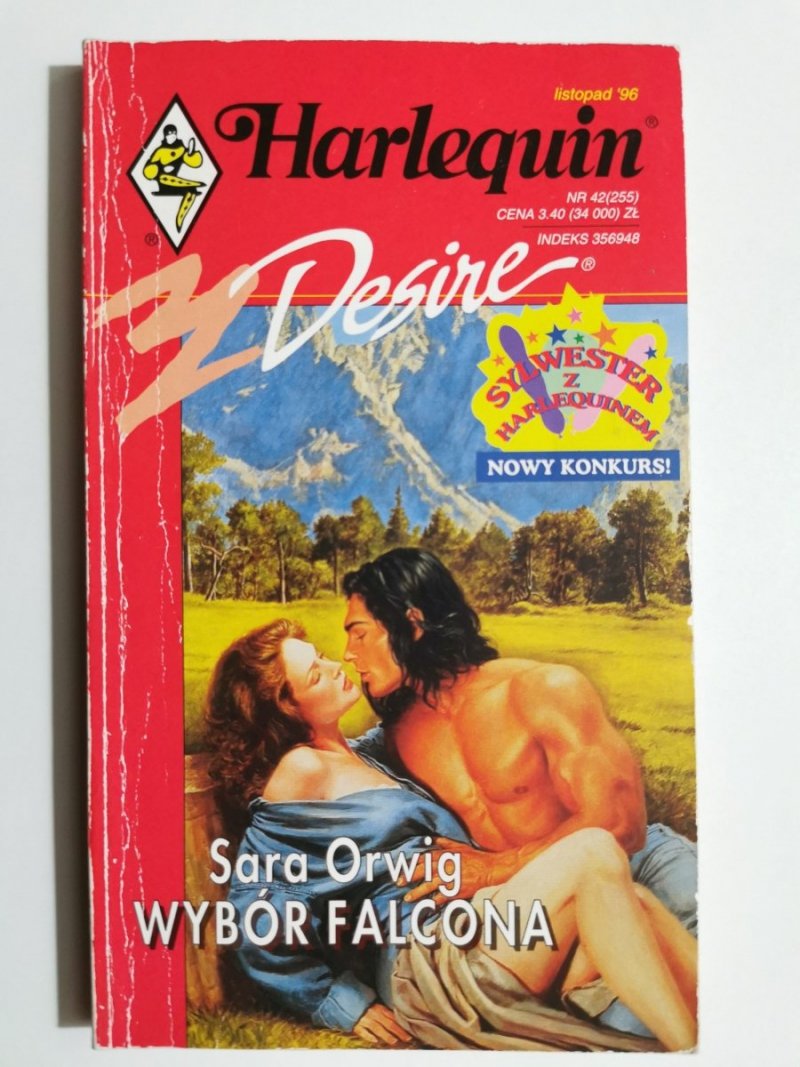 listopad '96
Harlequin®
NR 42(255)
CENA 3.40 (34 000) ZŁ
INDEKS 356948
®
Desire®
SYLWESTER
Z
HARLEQUINEM
NOWY KONKURS!
Sara Orwig
WYBÓR FALCONA